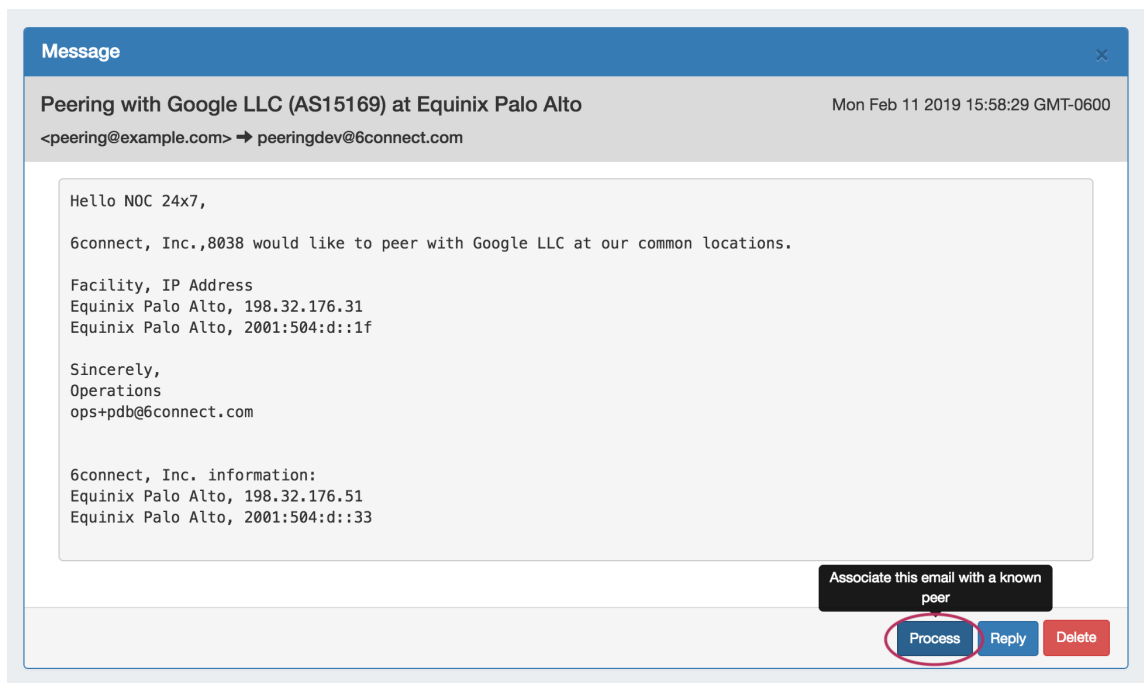 Message
×
Peering with Google LLC (AS15169) at Equinix Palo Alto
Mon Feb 11 2019 15:58:29 GMT-0600
<peering@example.com> ➔ peeringdev@6connect.com
Hello NOC 24x7,
6connect, Inc.,8038 would like to peer with Google LLC at our common locations.
Facility, IP Address
Equinix Palo Alto, 198.32.176.31
Equinix Palo Alto, 2001:504:d::1f
Sincerely,
Operations
ops+pdb@6connect.com
6connect, Inc. information:
Equinix Palo Alto, 198.32.176.51
Equinix Palo Alto, 2001:504:d::33
Associate this email with a known
peer
Process
Reply
Delete